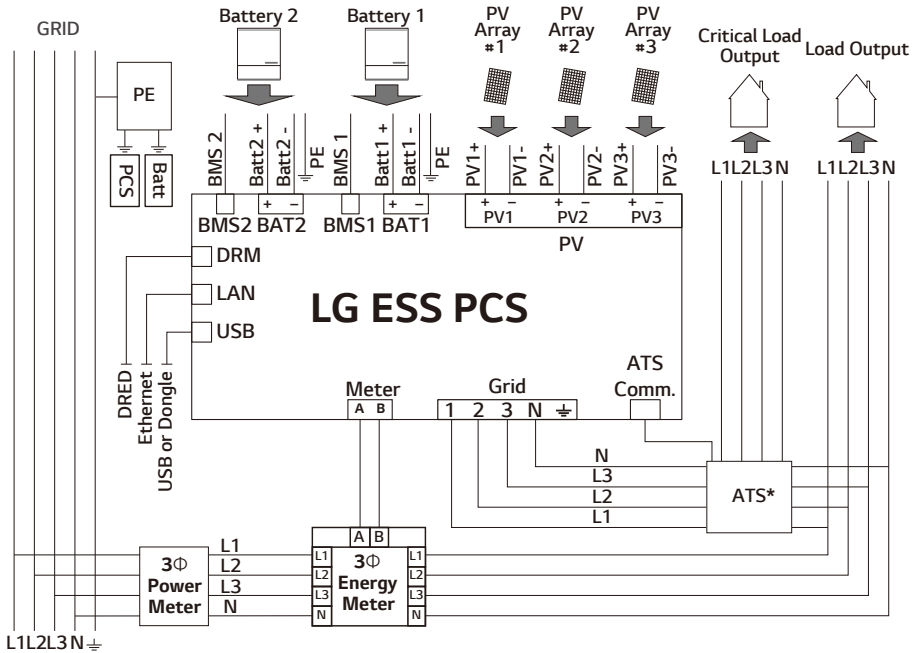 GRID
Battery 2
Battery 1
PV
Array
#1
PV
Array
#2
PV
Array
#3
Critical Load
Output
Load Output
PE
PCS
Batt
BMS 2
Batt2 +
Batt2 -
PE
BMS 1
Batt1 +
Batt1 -
PE
PV1+
PV1-
PV2+
PV2-
PV3+
PV3-
L1L2L3 N
L1L2L3N
+ −
+ −
+ −
+ −
+ −
BMS2 BAT2
BMS1 BAT1
PV1
PV2
PV3
PV
DRM
LAN
USB
LG ESS PCS
DRED
Ethernet
USB or Dongle
Meter
A B
Grid
1 2 3 N ⏚
ATS
Comm.
N
L3
L2
L1
ATS*
3Φ
Power
Meter
L1
L2
L3
N
A B
L1
L2
L3
N
3Φ
Energy
Meter
L1
L2
L3
N
L1L2L3 N ⏚